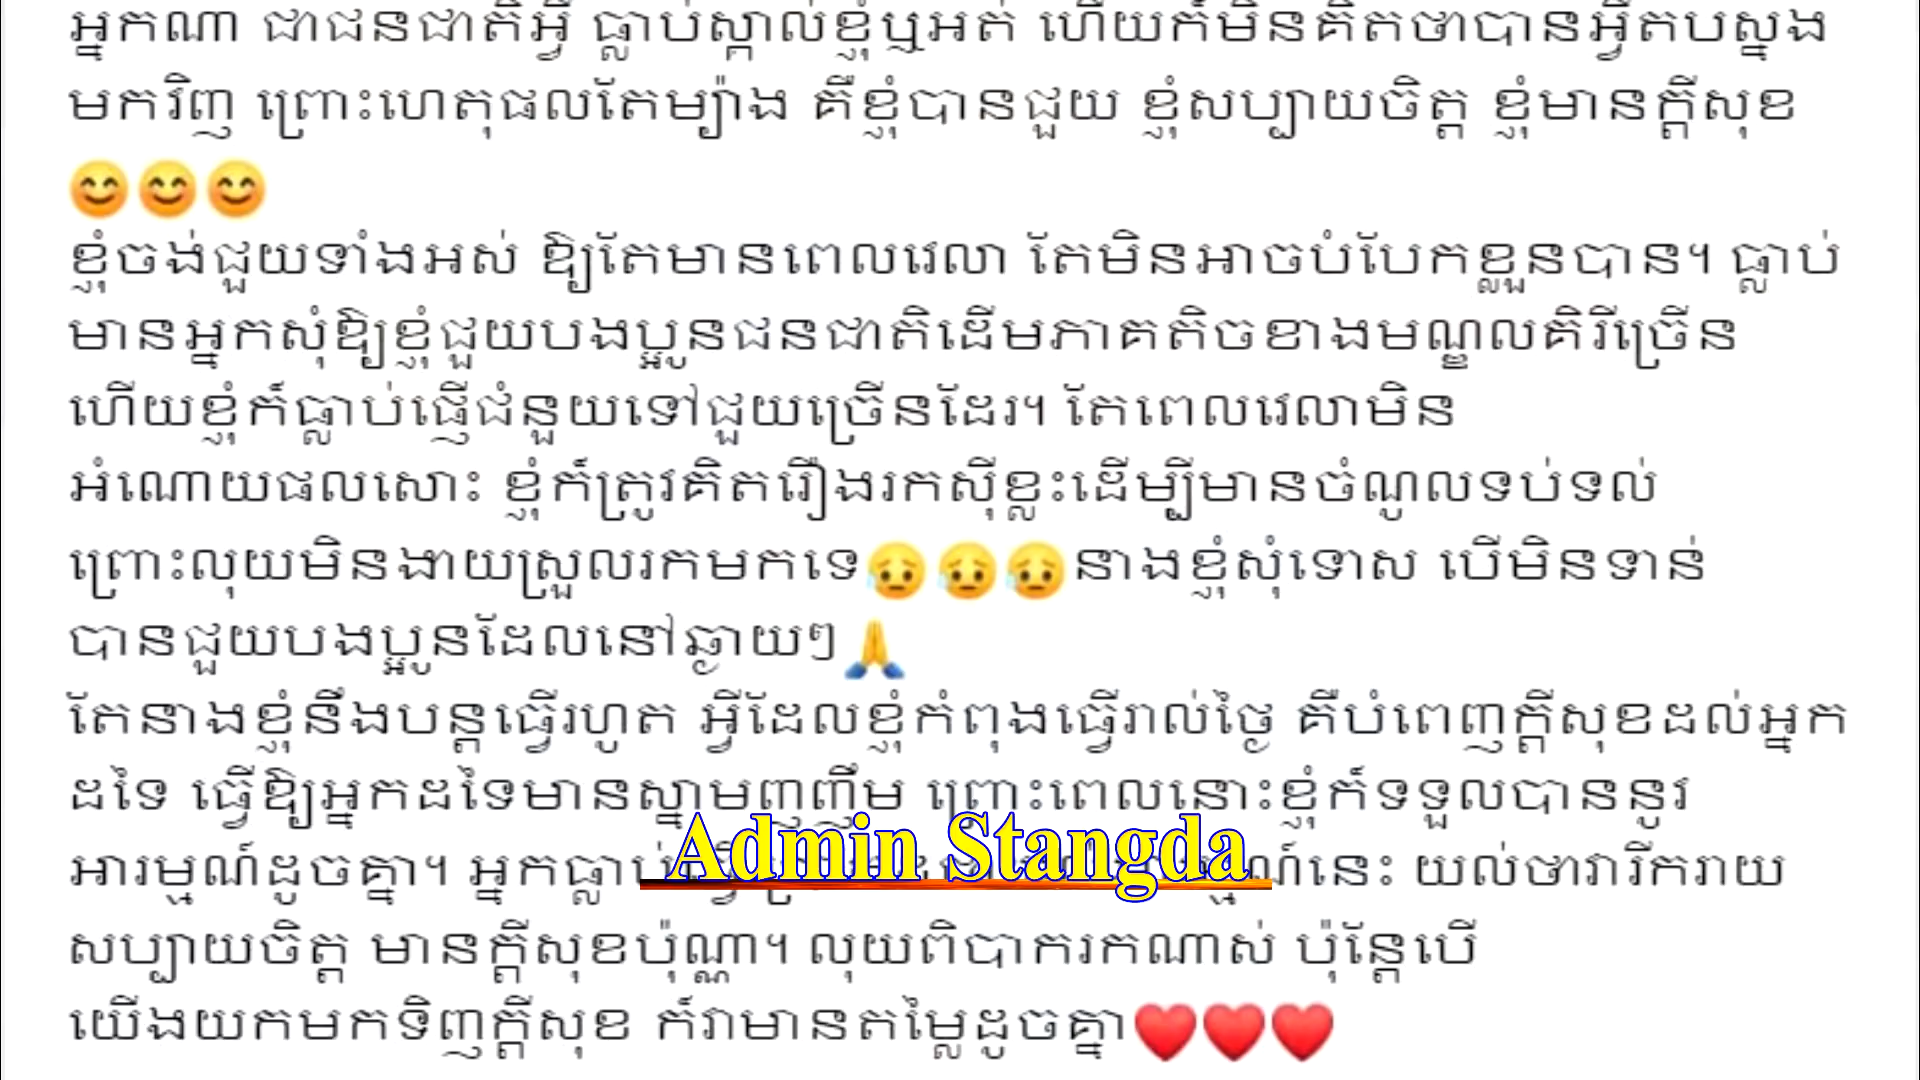 អ្នកណា ជាជនជាតិអ្វី ធ្លាប់ស្គាល់ខ្ញុំឬអត់ ហើយក៏មិនគិតថាបានអ្វីតបស្នង
មកវិញ ព្រោះហេតុផលតែម្យ៉ាង គឺខ្ញុំបានជួយ ខ្ញុំសប្បាយចិត្ត ខ្ញុំមានក្ដីសុខ
😊😊😊
ខ្ញុំចង់ជួយទាំងអស់ ឱ្យតែមានពេលវេលា តែមិនអាចបំបែកខ្លួនបាន។ ធ្លាប់
មានអ្នកសុំឱ្យខ្ញុំជួយបងប្អូនជនជាតិដើមភាគតិចខាងមណ្ឌលគិរីច្រើន
ហើយខ្ញុំក៏ធ្លាប់ផ្ញើជំនួយទៅជួយច្រើនដែរ។ តែពេលវេលាមិន
អំណោយផលសោះ ខ្ញុំក៏ត្រូវគិតរឿងរកស៊ីខ្លះដើម្បីមានចំណូលទប់ទល់
ព្រោះលុយមិនងាយស្រួលរកមកទេ😥😥😥នាងខ្ញុំសុំទោស បើមិនទាន់
បានជួយបងប្អូនដែលនៅឆ្ងាយៗ🙏
តែនាងខ្ញុំនឹងបន្តធ្វើរហូត អ្វីដែលខ្ញុំកំពុងធ្វើរាល់ថ្ងៃ គឺបំពេញក្ដីសុខដល់អ្នក
ដទៃ ធ្វើឱ្យអ្នកដទៃមានស្នាមញញឹម ព្រោះពេលនោះខ្ញុំក៏ទទួលបាននូវ
អារម្មណ៍ដូចគ្នា។ អ្នកធ្លាប់ នេះ យល់ថាវារីករាយ
Admin Stangda
សប្បាយចិត្ត មានក្ដីសុខប៉ុណ្ណា។ លុយពិបាករកណាស់ ប៉ុន្តែបើ
យើងយកមកទិញក្ដីសុខ ក៏វាមានតម្លៃដូចគ្នា❤️❤️❤️